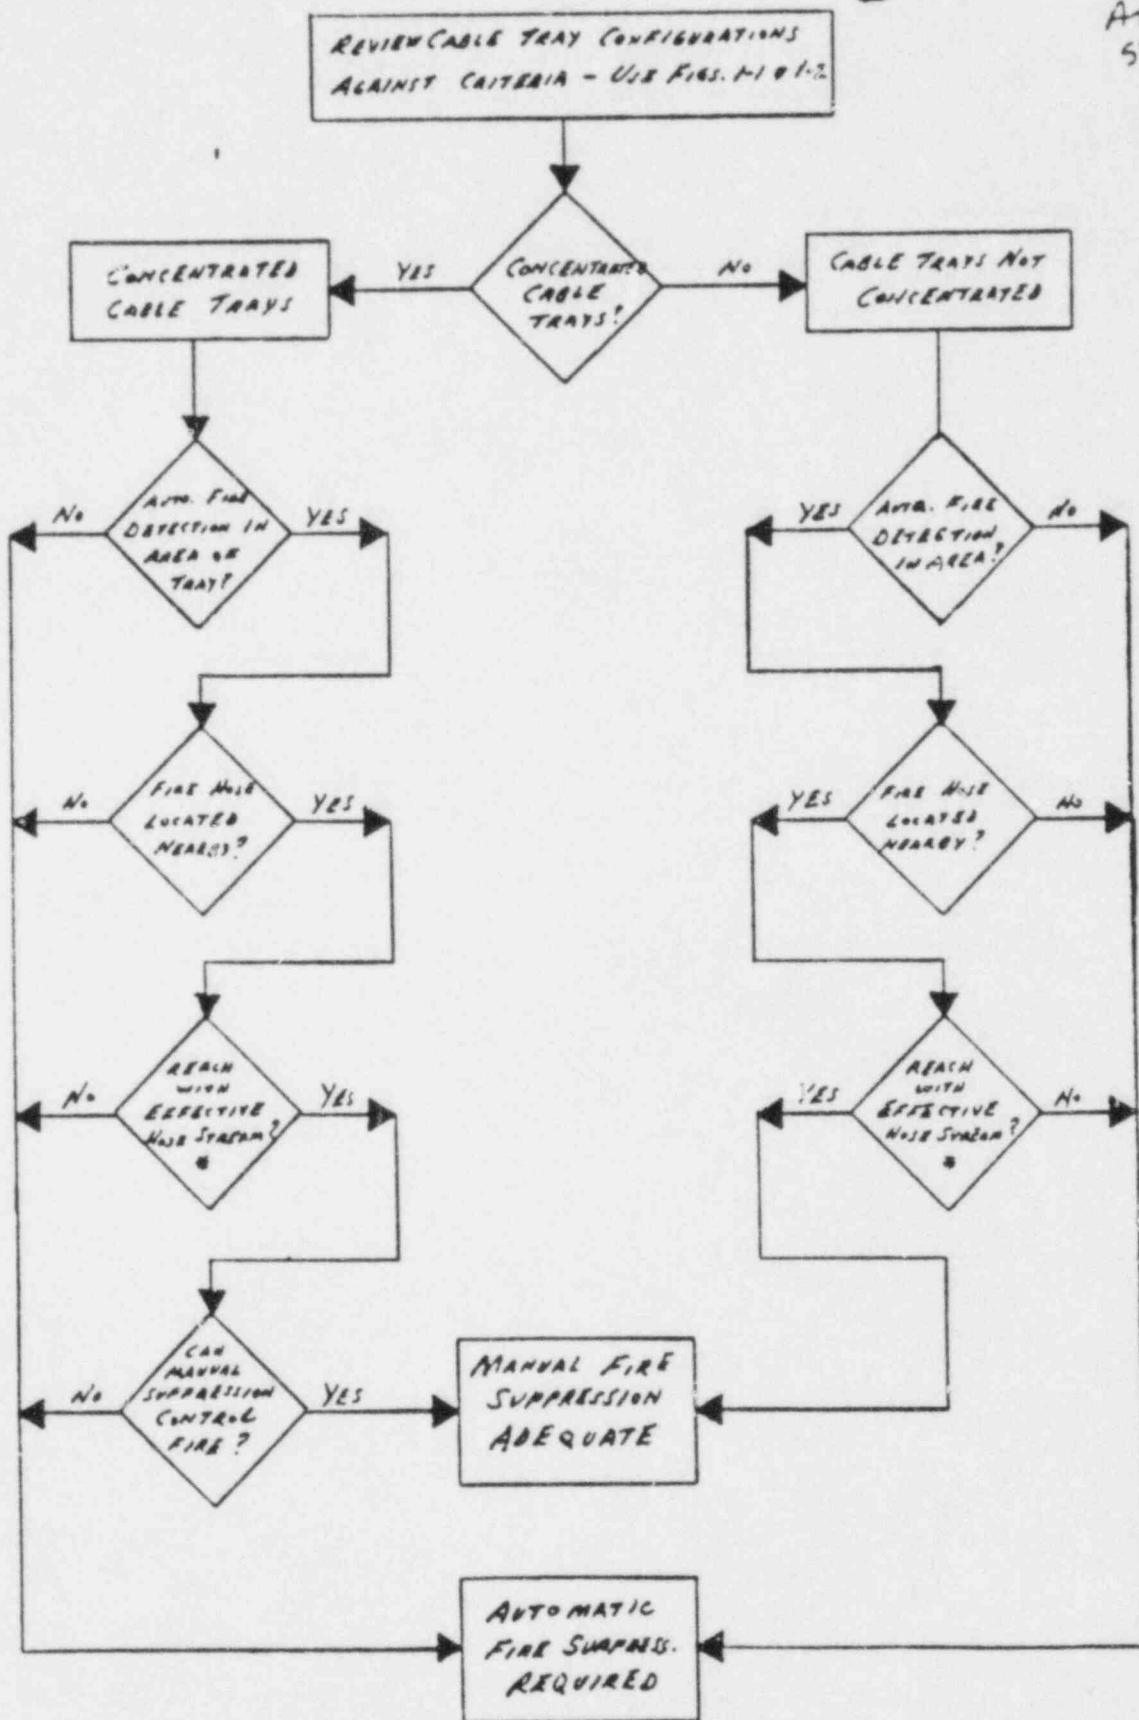 REVIEW CABLE TRAY CONFIGURATIONS
AGAINST CRITERIA - USE FIGS. 1-1 & 1-2
CONCENTRATED
CABLE TRAYS
YES
CONCENTRATED
CABLE
TRAYS?
NO
CABLE TRAYS NOT
CONCENTRATED
NO
AUTO. FIRE
DETECTION IN
AREA OR
TRAY?
YES
YES
AUTO. FIRE
DETECTION
IN AREA?
NO
NO
FIRE HOSE
LOCATED
NEARBY?
YES
YES
FIRE HOSE
LOCATED
NEARBY?
NO
NO
REACH
WITH
EFFECTIVE
HOSE STREAM?
*
YES
YES
REACH
WITH
EFFECTIVE
HOSE STREAM?
*
NO
NO
CAN
MANUAL
SUPPRESSION
CONTROL
FIRE?
YES
MANUAL FIRE
SUPPRESSION
ADEQUATE
AUTOMATIC
FIRE SUPPRESS.
REQUIRED